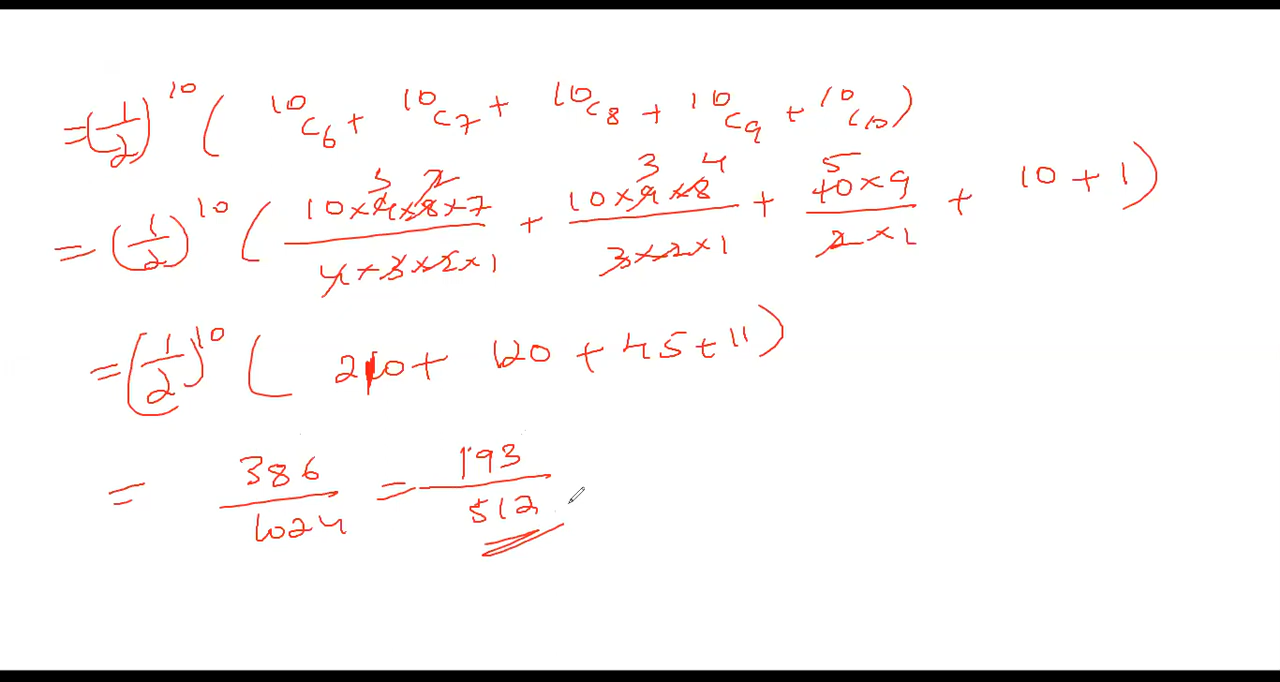 = (1/2)^10 ( 10C6 + 10C7 + 10C8 + 10C9 + 10C10 )
= (1/2)^10 ( (10×9×8×7)/(4×3×2×1) + (10×9×8)/(3×2×1) + (10×9)/(2×1) + 10 + 1 )
= (1/2)^10 ( 210 + 120 + 45 + 11 )
= 386/1024 = 193/512